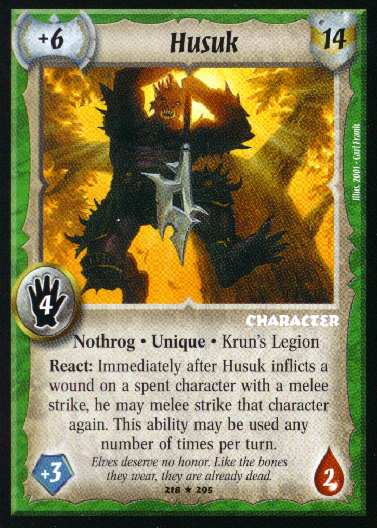 +6
Husuk
14
Illus. 2001 - Carl Frank
4
CHARACTER
Nothrog • Unique • Krun's Legion
React: Immediately after Husuk inflicts a
wound on a spent character with a melee
strike, he may melee strike that character
again. This ability may be used any
number of times per turn.
Elves deserve no honor. Like the bones
they wear, they are already dead.
+3
218 ★ 295
2